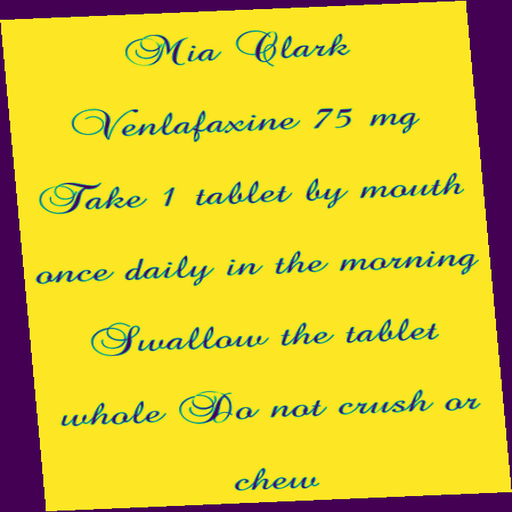 Mia Clark
Venlafaxine 75 mg
Take 1 tablet by mouth
once daily in the morning
Swallow the tablet
whole Do not crush or
chew